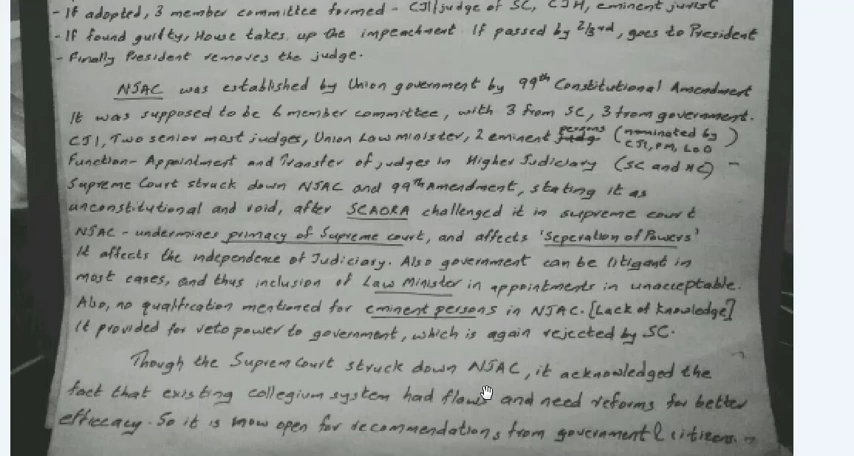 - If adopted, 3 member committee formed - CJI/judge of SC, CJH, eminent jurist
- If found guilty, House takes up the impeachment. If passed by 2/3rd, goes to President
- Finally President removes the judge.
NJAC was established by Union government by 99th Constitutional Amendment
It was supposed to be 6 member committee, with 3 from SC, 3 from government.
CJI, Two senior most judges, Union Law minister, 2 eminent persons (nominated by CJI, PM, LoO)
Function- Appointment and Transfer of judges in Higher Judiciary (SC and HC)
Supreme Court struck down NJAC and 99th Amendment, stating it as
unconstitutional and void, after SCAORA challenged it in supreme court
NJAC - undermines primacy of Supreme court, and affects 'Seperation of Powers'
It affects the independence of Judiciary. Also government can be litigant in
most cases, and thus inclusion of Law Minister in appointments in unacceptable.
Also, no qualification mentioned for eminent persons in NJAC. [Lack of knowledge]
It provided for veto power to government, which is again rejected by SC.
Though the Suprem Court struck down NJAC, it acknowledged the
fact that existing collegium system had flaws and need reforms for better
efficacy. So it is now open for recommendations from government & citizens.